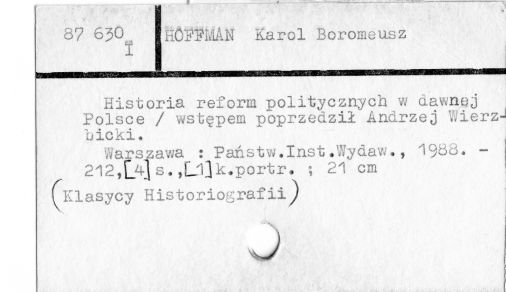 87 630 HOFFMAN Karol Boromeusz
I
Historia reform politycznych w dawnej
Polsce / wstępem poprzedził Andrzej Wierz-
bicki.
Warszawa : Państw.Inst.Wydaw., 1988. -
212,[4]s.,[1]k.portr. ; 21 cm
(Klasycy Historiografii)